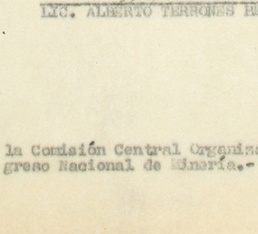 LIC. ALBERTO TERRONES B
la Comisión Central Organiza
greso Nacional de Minería.-